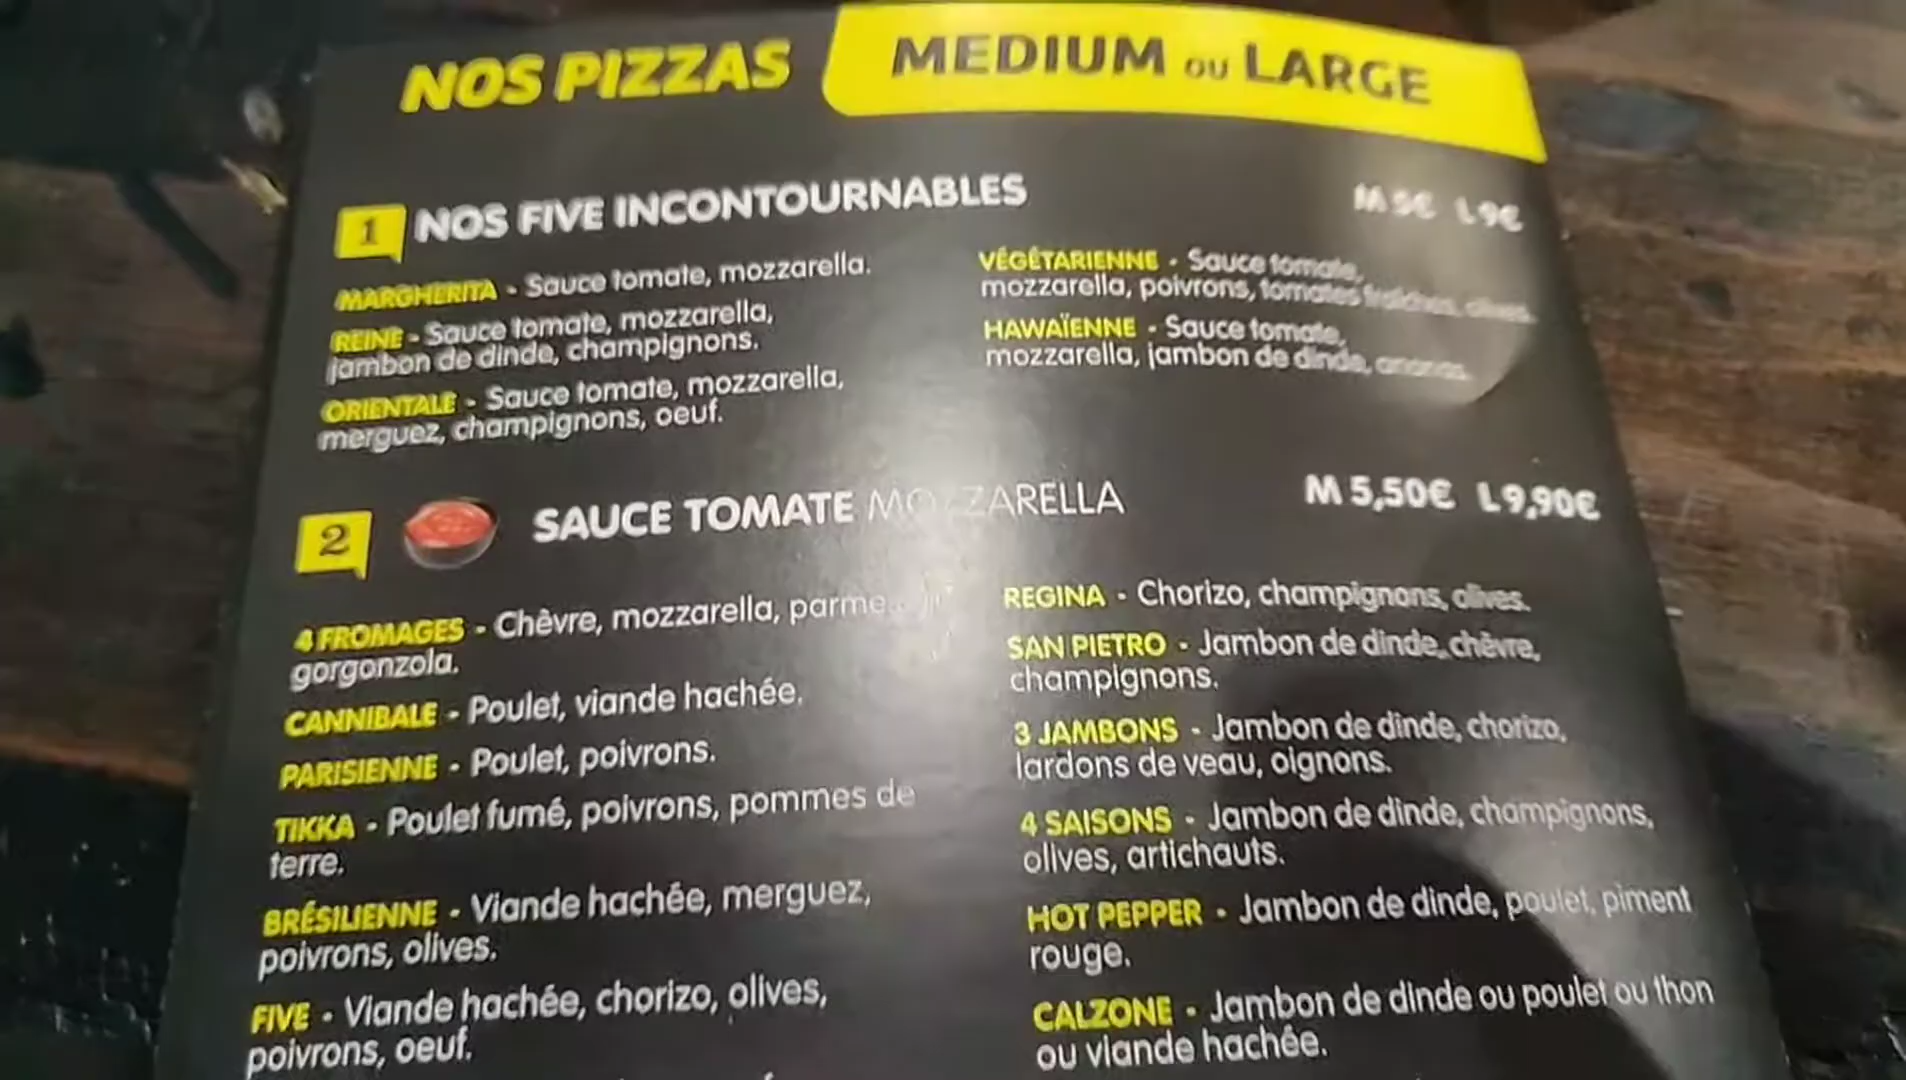 NOS PIZZAS
MEDIUM OU LARGE
1
NOS FIVE INCONTOURNABLES
M 5€ L 9€
MARGHERITA - Sauce tomate, mozzarella.
REINE - Sauce tomate, mozzarella,
jambon de dinde, champignons.
ORIENTALE - Sauce tomate, mozzarella,
merguez, champignons, oeuf.
VÉGÉTARIENNE - Sauce tomate,
mozzarella, poivrons, tomates fraîches, olives.
HAWAÏENNE - Sauce tomate,
mozzarella, jambon de dinde, ananas.
2
SAUCE TOMATE MOZZARELLA
M 5,50€ L 9,90€
4 FROMAGES - Chèvre, mozzarella,
gorgonzola.
CANNIBALE - Poulet, viande hachée.
PARISIENNE - Poulet, poivrons.
TIKKA - Poulet fumé, poivrons, pommes de
terre.
BRÉSILIENNE - Viande hachée, merguez,
poivrons, olives.
FIVE - Viande hachée, chorizo, olives,
poivrons, oeuf.
REGINA - Chorizo, champignons, olives.
SAN PIETRO - Jambon de dinde, chèvre,
champignons.
3 JAMBONS - Jambon de dinde, chorizo,
lardons de veau, oignons.
4 SAISONS - Jambon de dinde, champignons,
olives, artichauts.
HOT PEPPER - Jambon de dinde, poulet, piment
rouge.
CALZONE - Jambon de dinde ou poulet ou thon
ou viande hachée.